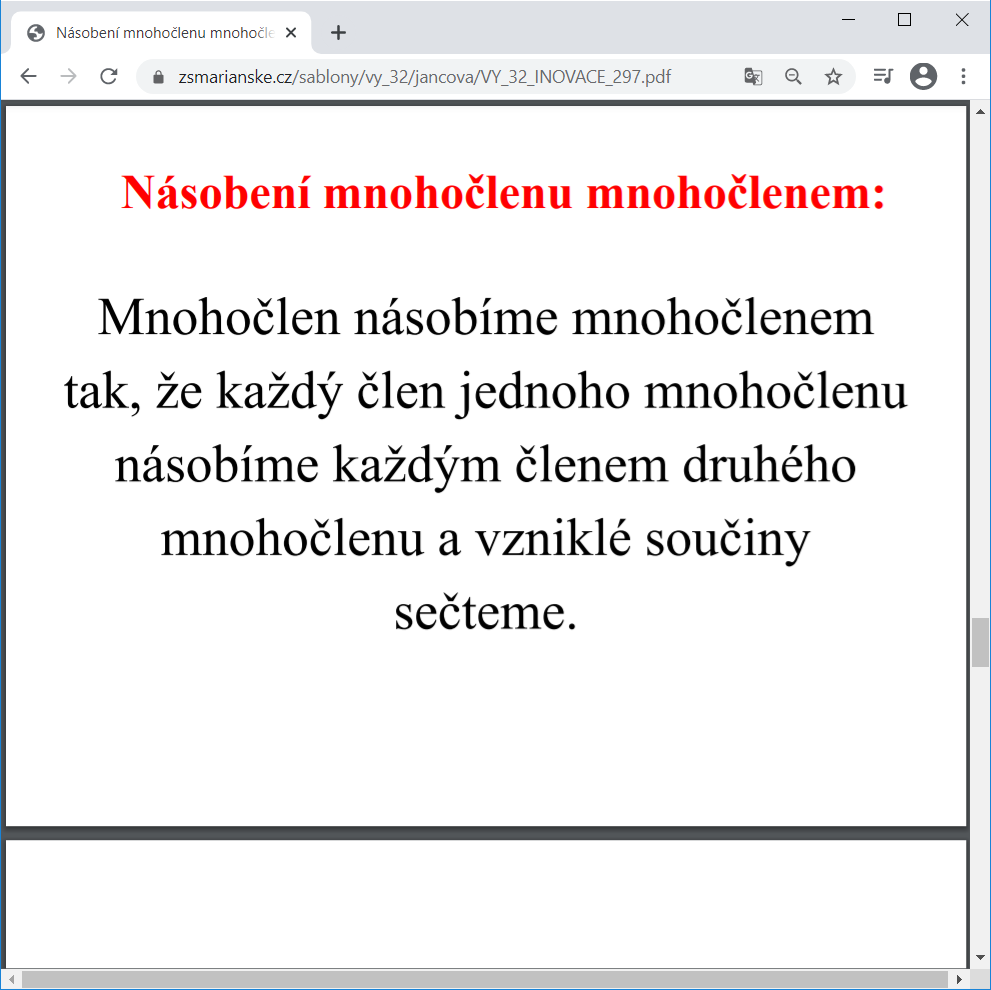 Násobení mnohočlenu mnohočle
zsmarianske.cz/sablony/vy_32/jancova/VY_32_INOVACE_297.pdf
Násobení mnohočlenu mnohočlenem:
Mnohočlen násobíme mnohočlenem
tak, že každý člen jednoho mnohočlenu
násobíme každým členem druhého
mnohočlenu a vzniklé součiny
sečteme.